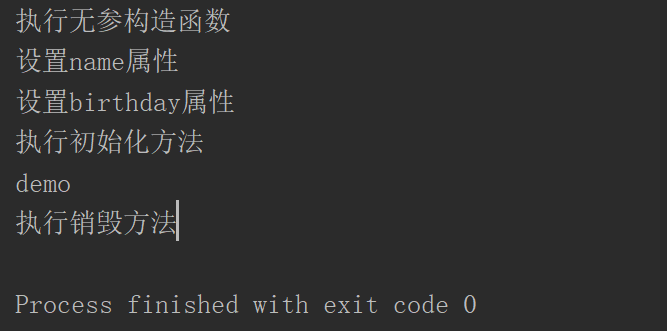 执行无参构造函数
设置name属性
设置birthday属性
执行初始化方法
demo
执行销毁方法
Process finished with exit code 0